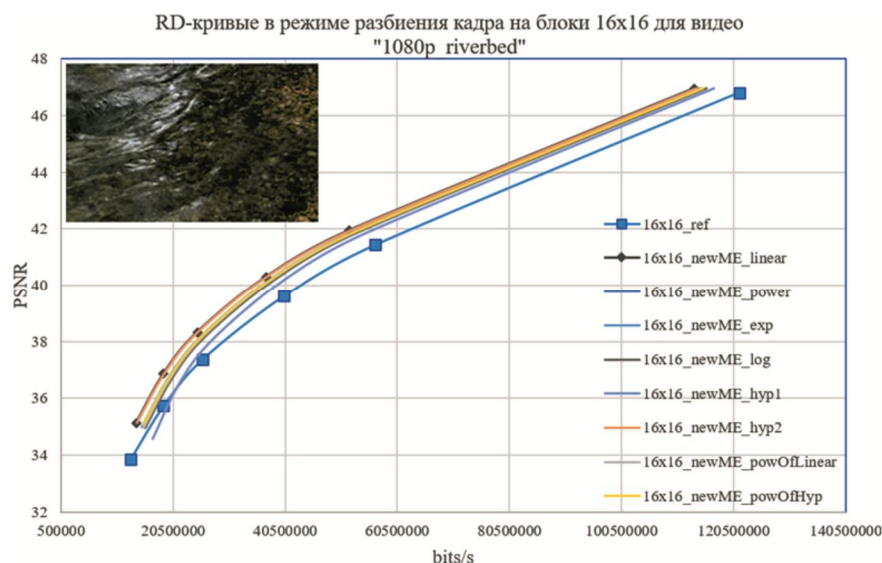 RD-кривые в режиме разбиения кадра на блоки 16x16 для видео
"1080p riverbed"
48
46
44
42
40
38
36
34
32
PSNR
16x16_ref
16x16_newME_linear
16x16_newME_power
16x16_newME_exp
16x16_newME_log
16x16_newME_hyp1
16x16_newME_hyp2
16x16_newME_powOfLinear
16x16_newME_powOfHyp
500000 20500000 40500000 60500000 80500000 100500000 120500000 140500000
bits/s